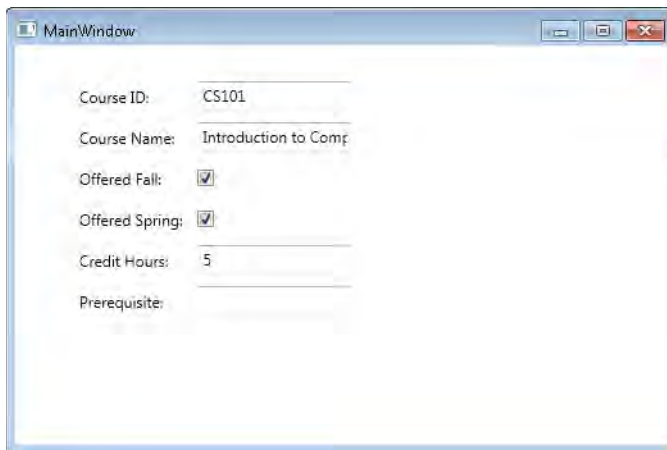 MainWindow
Course ID: CS101
Course Name: Introduction to Comp
Offered Fall:
Offered Spring:
Credit Hours: 5
Prerequisite: